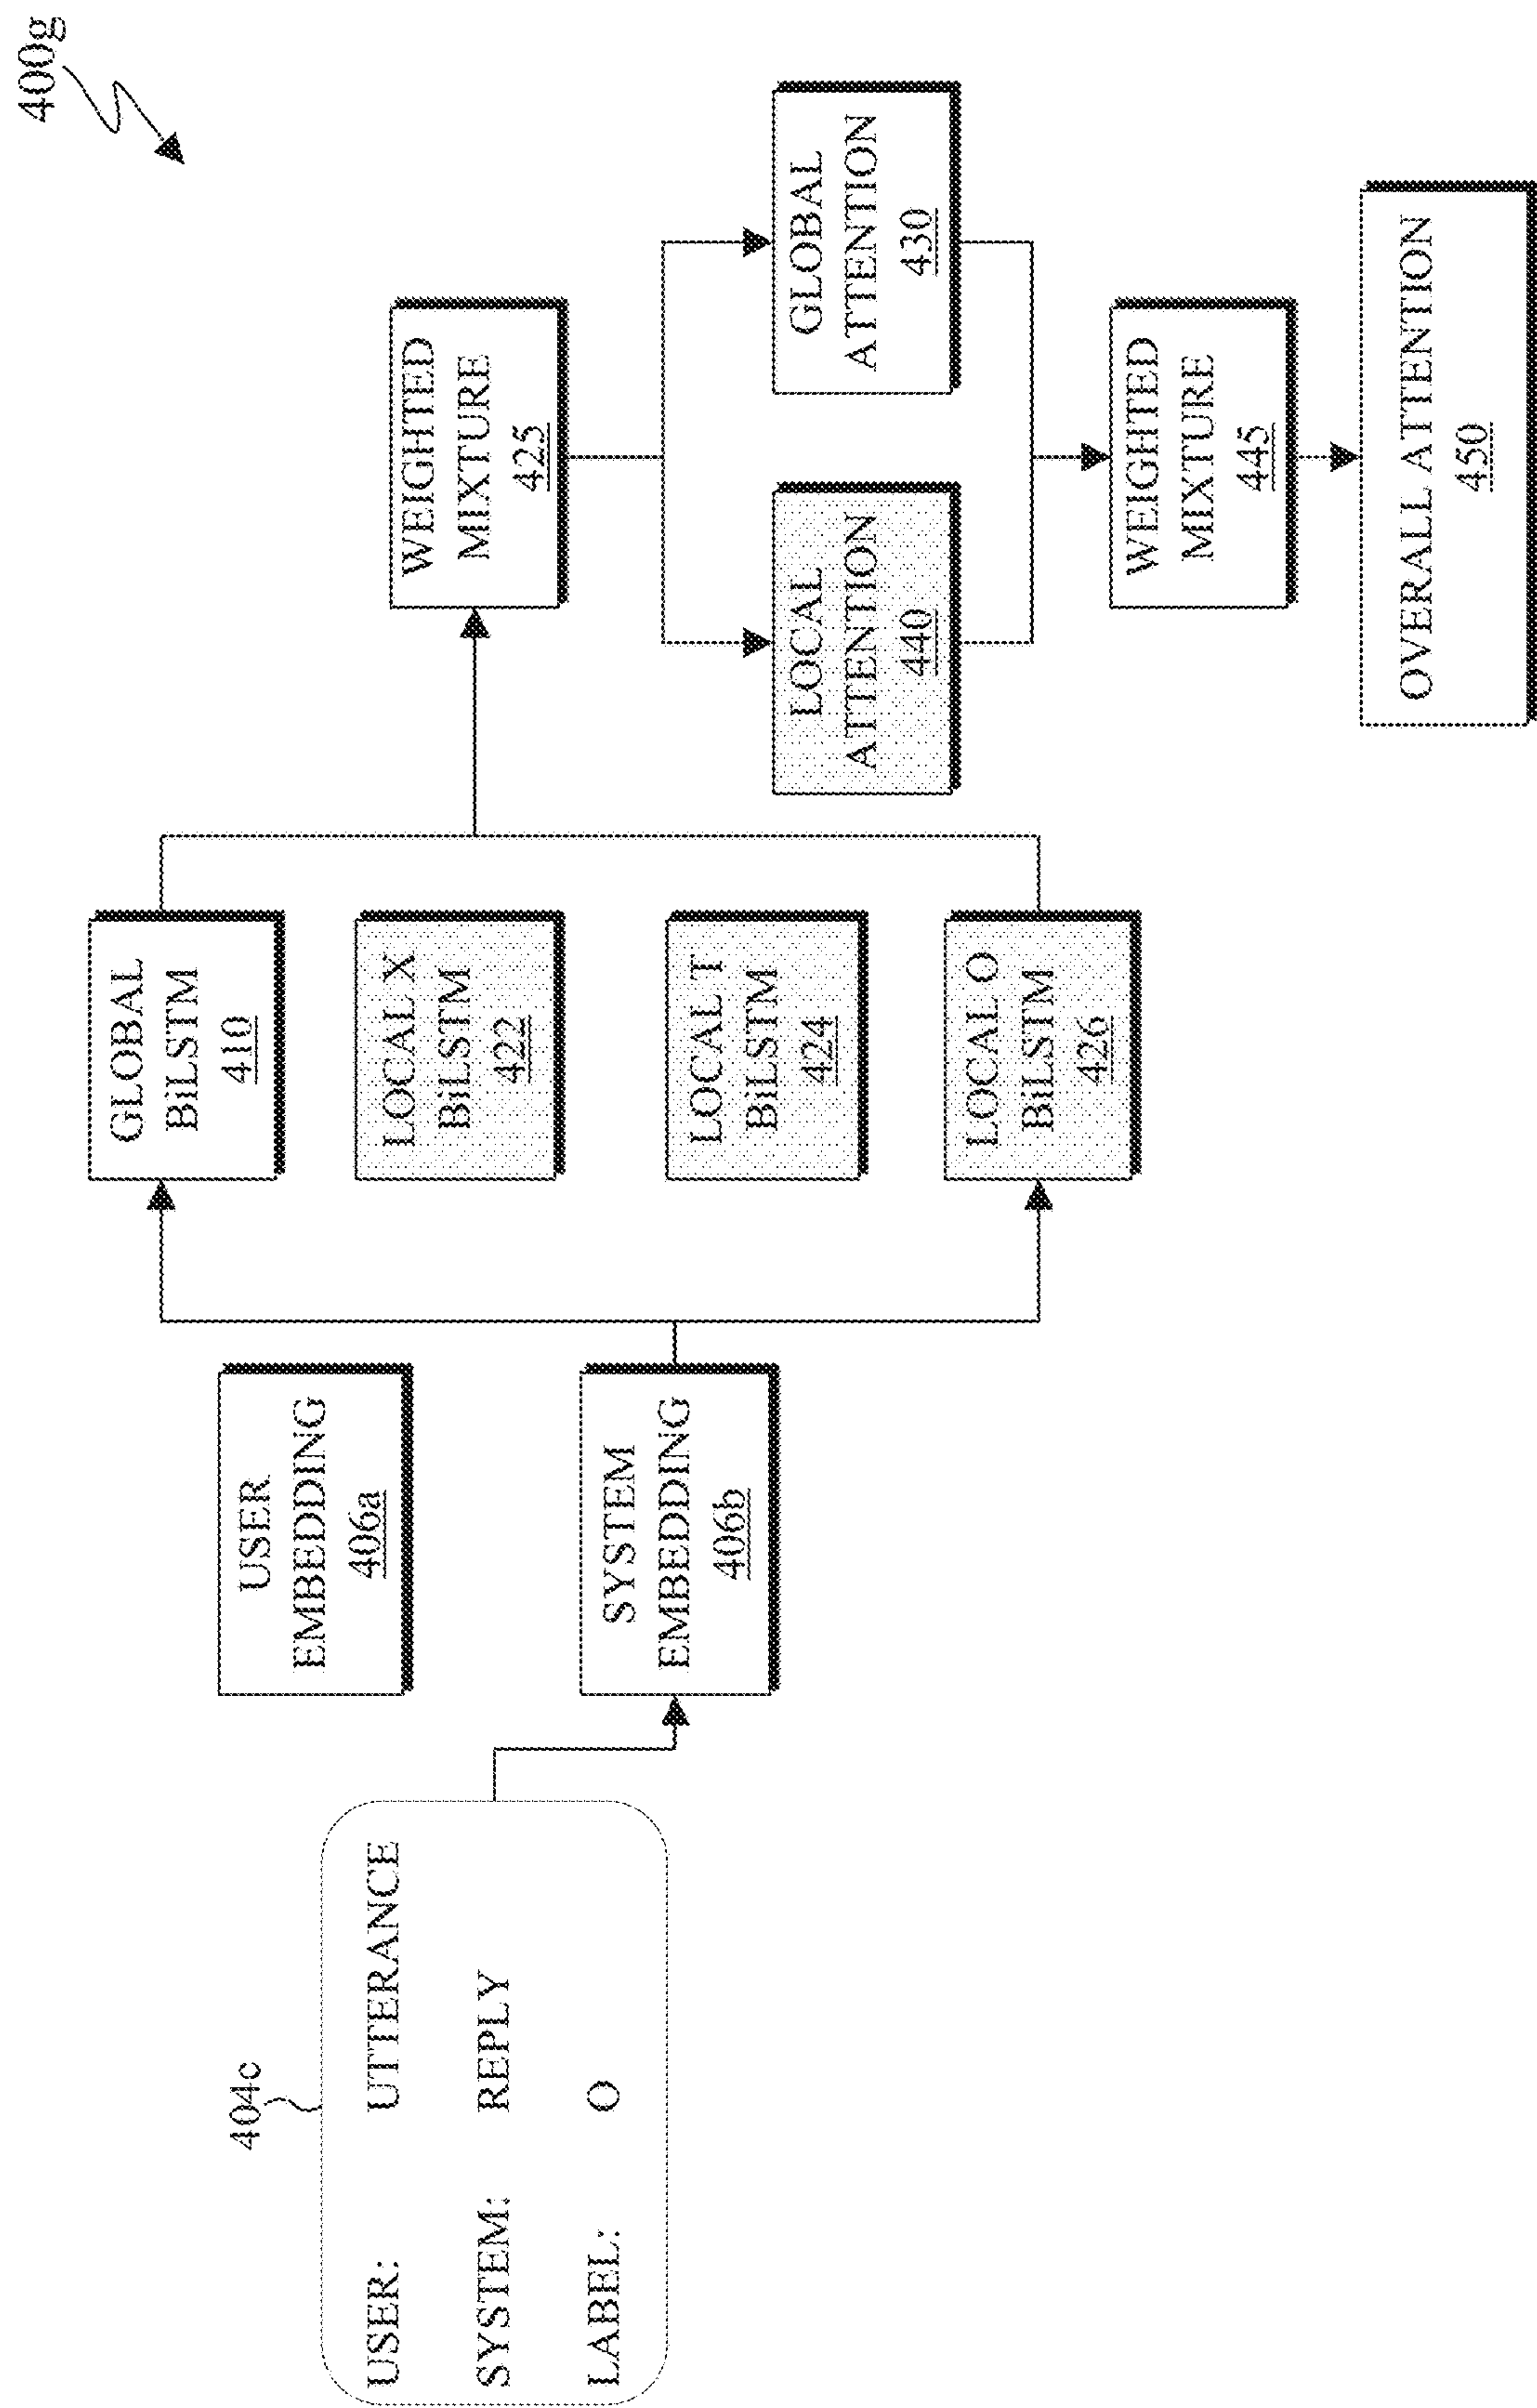 400g
404c
USER: UTTERANCE
SYSTEM: REPLY
LABEL: O
USER
EMBEDDING
406a
SYSTEM
EMBEDDING
406b
GLOBAL
BiLSTM
410
LOCAL X
BiLSTM
422
LOCAL T
BiLSTM
424
LOCAL O
BiLSTM
426
WEIGHTED
MIXTURE
425
LOCAL
ATTENTION
440
GLOBAL
ATTENTION
430
WEIGHTED
MIXTURE
445
OVERALL ATTENTION
450